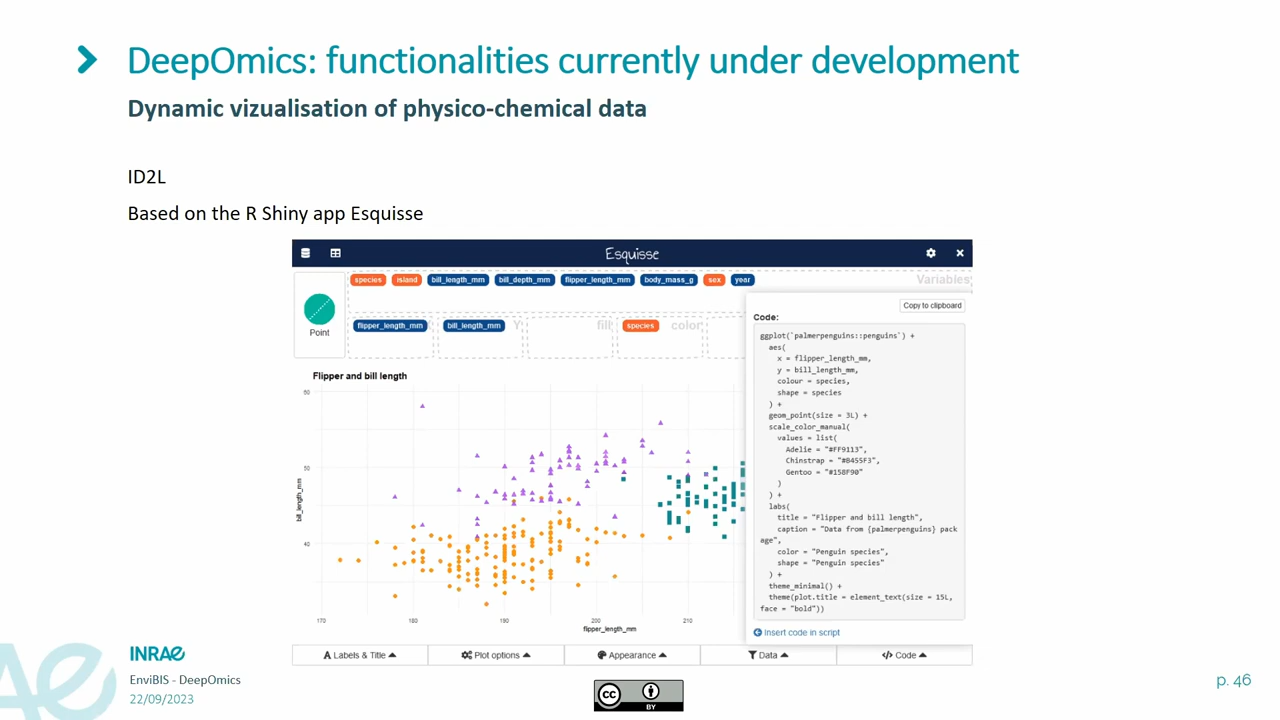 DeepOmics: functionalities currently under development
Dynamic vizualisation of physico-chemical data
ID2L
Based on the R Shiny app Esquisse
Esquisse
species island bill_length_mm bill_depth_mm flipper_length_mm body_mass_g sex year Variables
Point
flipper_length_mm bill_length_mm Y fill species color
Copy to clipboard
Code:
ggplot(`palmerpenguins::penguins`) +
aes(
x = flipper_length_mm,
y = bill_length_mm,
colour = species,
shape = species
) +
geom_point(size = 3L) +
scale_color_manual(
values = list(
Adelie = "#FF9113",
Chinstrap = "#B455F3",
Gentoo = "#158F90"
)
) +
labs(
title = "Flipper and bill length",
caption = "Data from {palmerpenguins} pack
age",
color = "Penguin species",
shape = "Penguin species"
) +
theme_minimal() +
theme(plot.title = element_text(size = 15L,
face = "bold"))
Insert code in script
Flipper and bill length
60
50
40
bill_length_mm
170 180 190 200 210
flipper_length_mm
Labels & Title Plot options Appearance Data </> Code
INRAE
EnviBIS - DeepOmics
22/09/2023
cc BY
p. 46